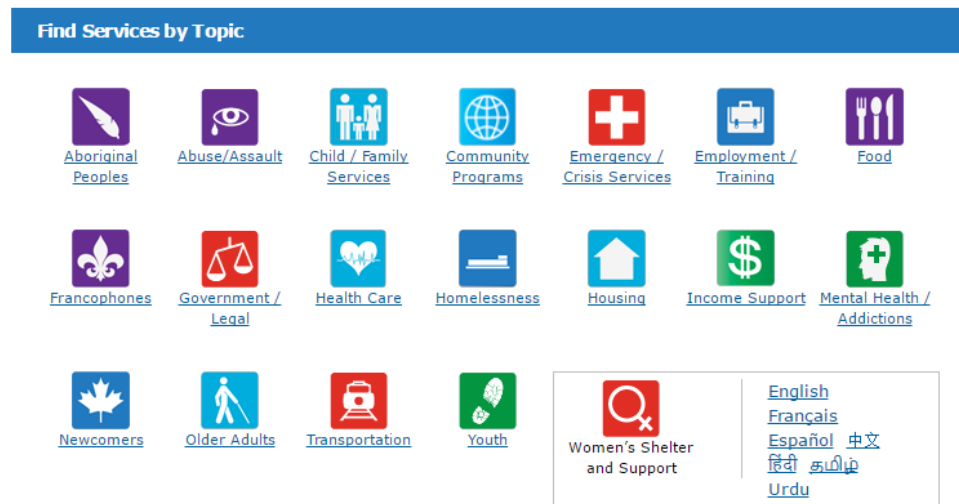 Find Services by Topic
Aboriginal
Peoples
Abuse/Assault
Child / Family
Services
Community
Programs
Emergency /
Crisis Services
Employment /
Training
Food
Francophones
Government /
Legal
Health Care
Homelessness
Housing
Income Support
Mental Health /
Addictions
Newcomers
Older Adults
Transportation
Youth
Women's Shelter
and Support
English
Français
Español 中文
हिंदी தமிழ்
Urdu